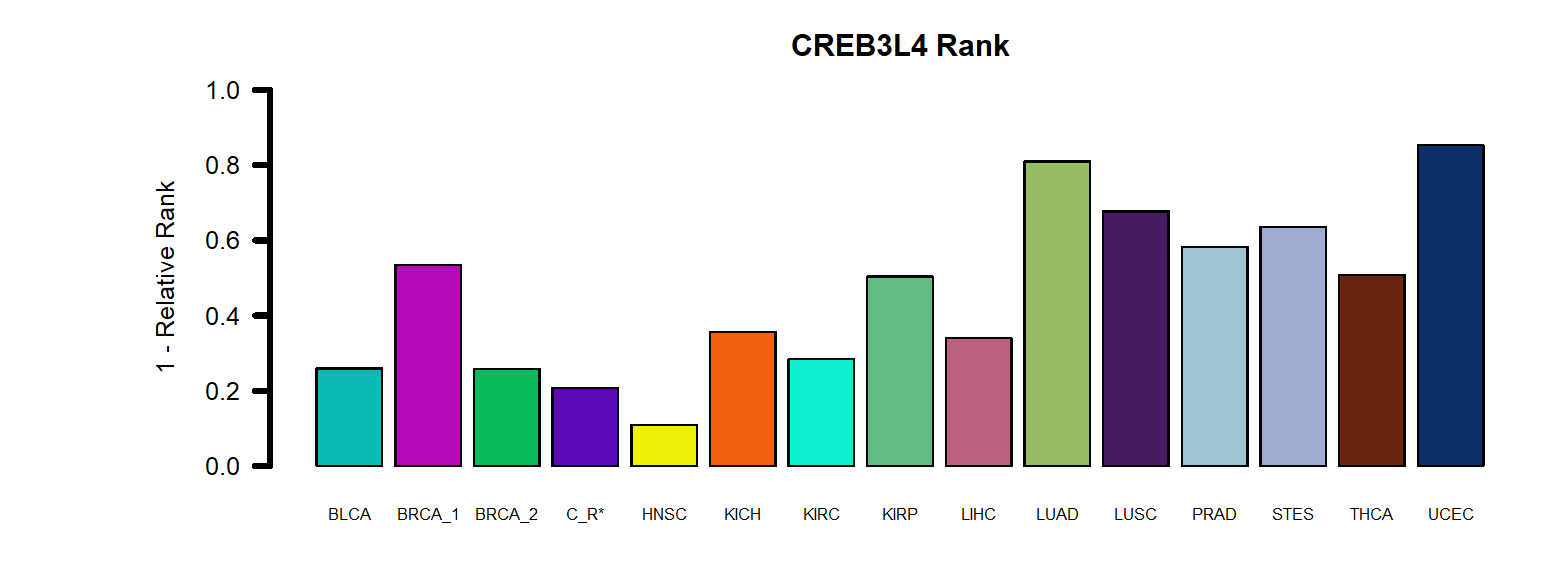 CREB3L4 Rank
1 - Relative Rank
1.0
0.8
0.6
0.4
0.2
0.0
BLCA BRCA_1 BRCA_2 C_R* HNSC KICH KIRC KIRP LIHC LUAD LUSC PRAD STES THCA UCEC